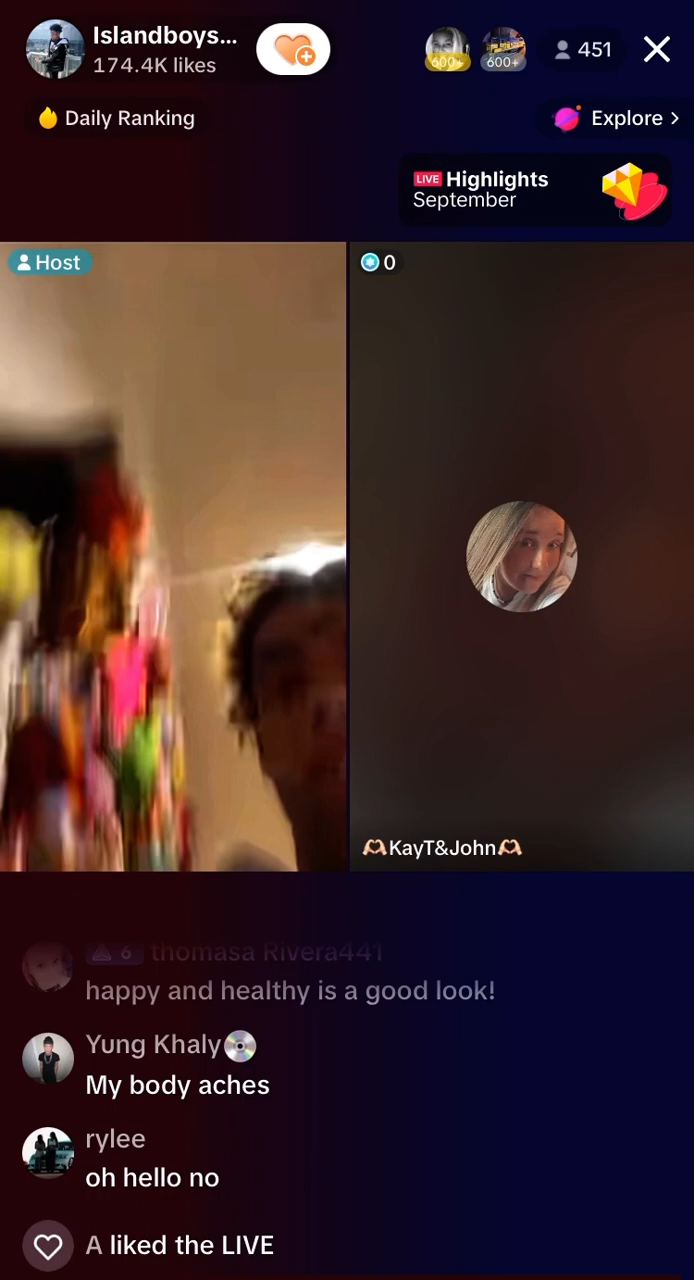 Islandboys...
174.4K likes
600+
600+
451
Daily Ranking
Explore >
LIVE Highlights
September
Host
0
🫶🏻KayT&John🫶🏻
6 thomasa Rivera441
happy and healthy is a good look!
Yung Khaly💿
My body aches
rylee
oh hello no
A liked the LIVE